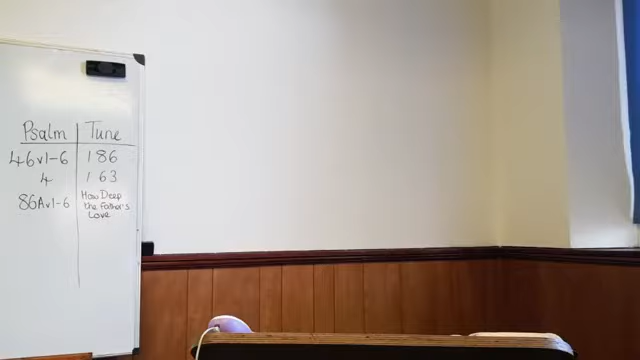 Psalm Tune
46v1-6 186
4 163
86Av1-6 How Deep
the Father's
Love